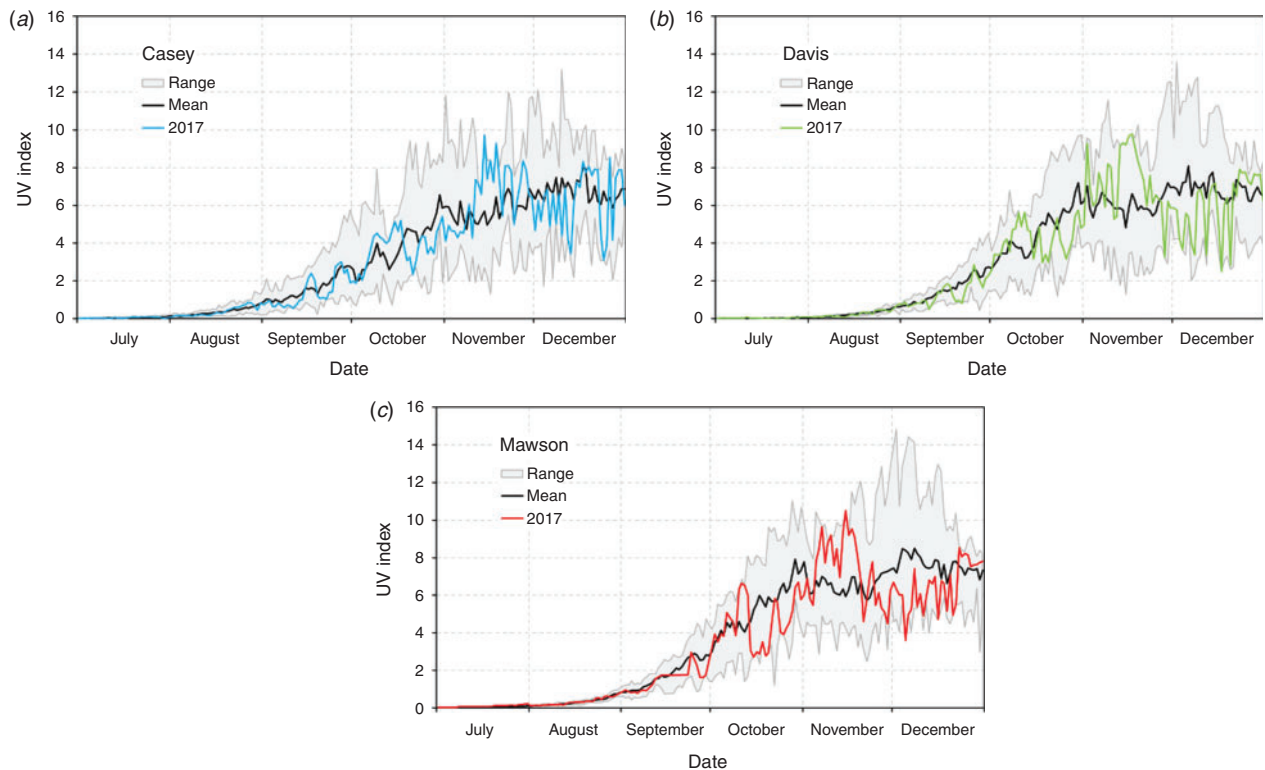 (a)
16
14
12
10
8
6
4
2
0
UV index
Casey
Range
Mean
2017
July August September October November December
Date
(b)
16
14
12
10
8
6
4
2
0
UV index
Davis
Range
Mean
2017
July August September October November December
Date
(c)
16
14
12
10
8
6
4
2
0
UV index
Mawson
Range
Mean
2017
July August September October November December
Date